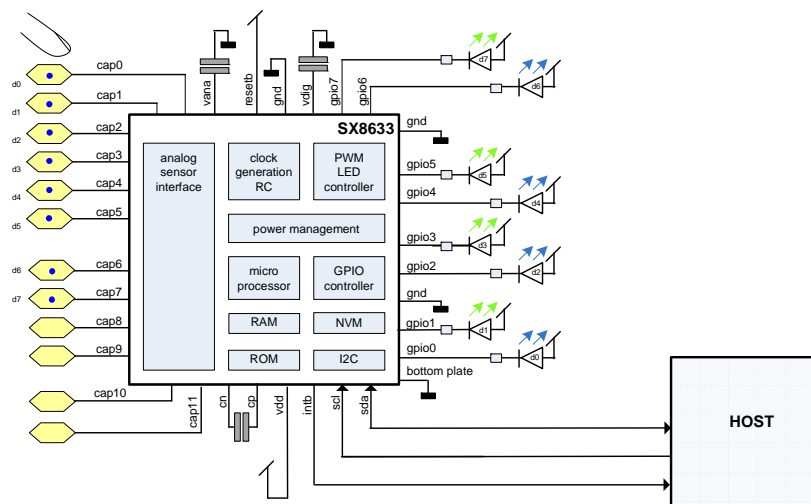 d0
cap0
d1
cap1
d2
cap2
d3
cap3
d4
cap4
d5
cap5
d6
cap6
d7
cap7
cap8
cap9
cap10
cap11
vana
resetb
gnd
vdig
gpio7
gpio6
d7
d6
SX8633
gnd
analog
sensor
interface
clock
generation
RC
PWM
LED
controller
gpio5
d5
gpio4
d4
power management
gpio3
d3
gpio2
d2
micro
processor
GPIO
controller
gnd
RAM
NVM
gpio1
d1
ROM
I2C
gpio0
d0
bottom plate
cn
cp
vdd
intb
scl
sda
HOST